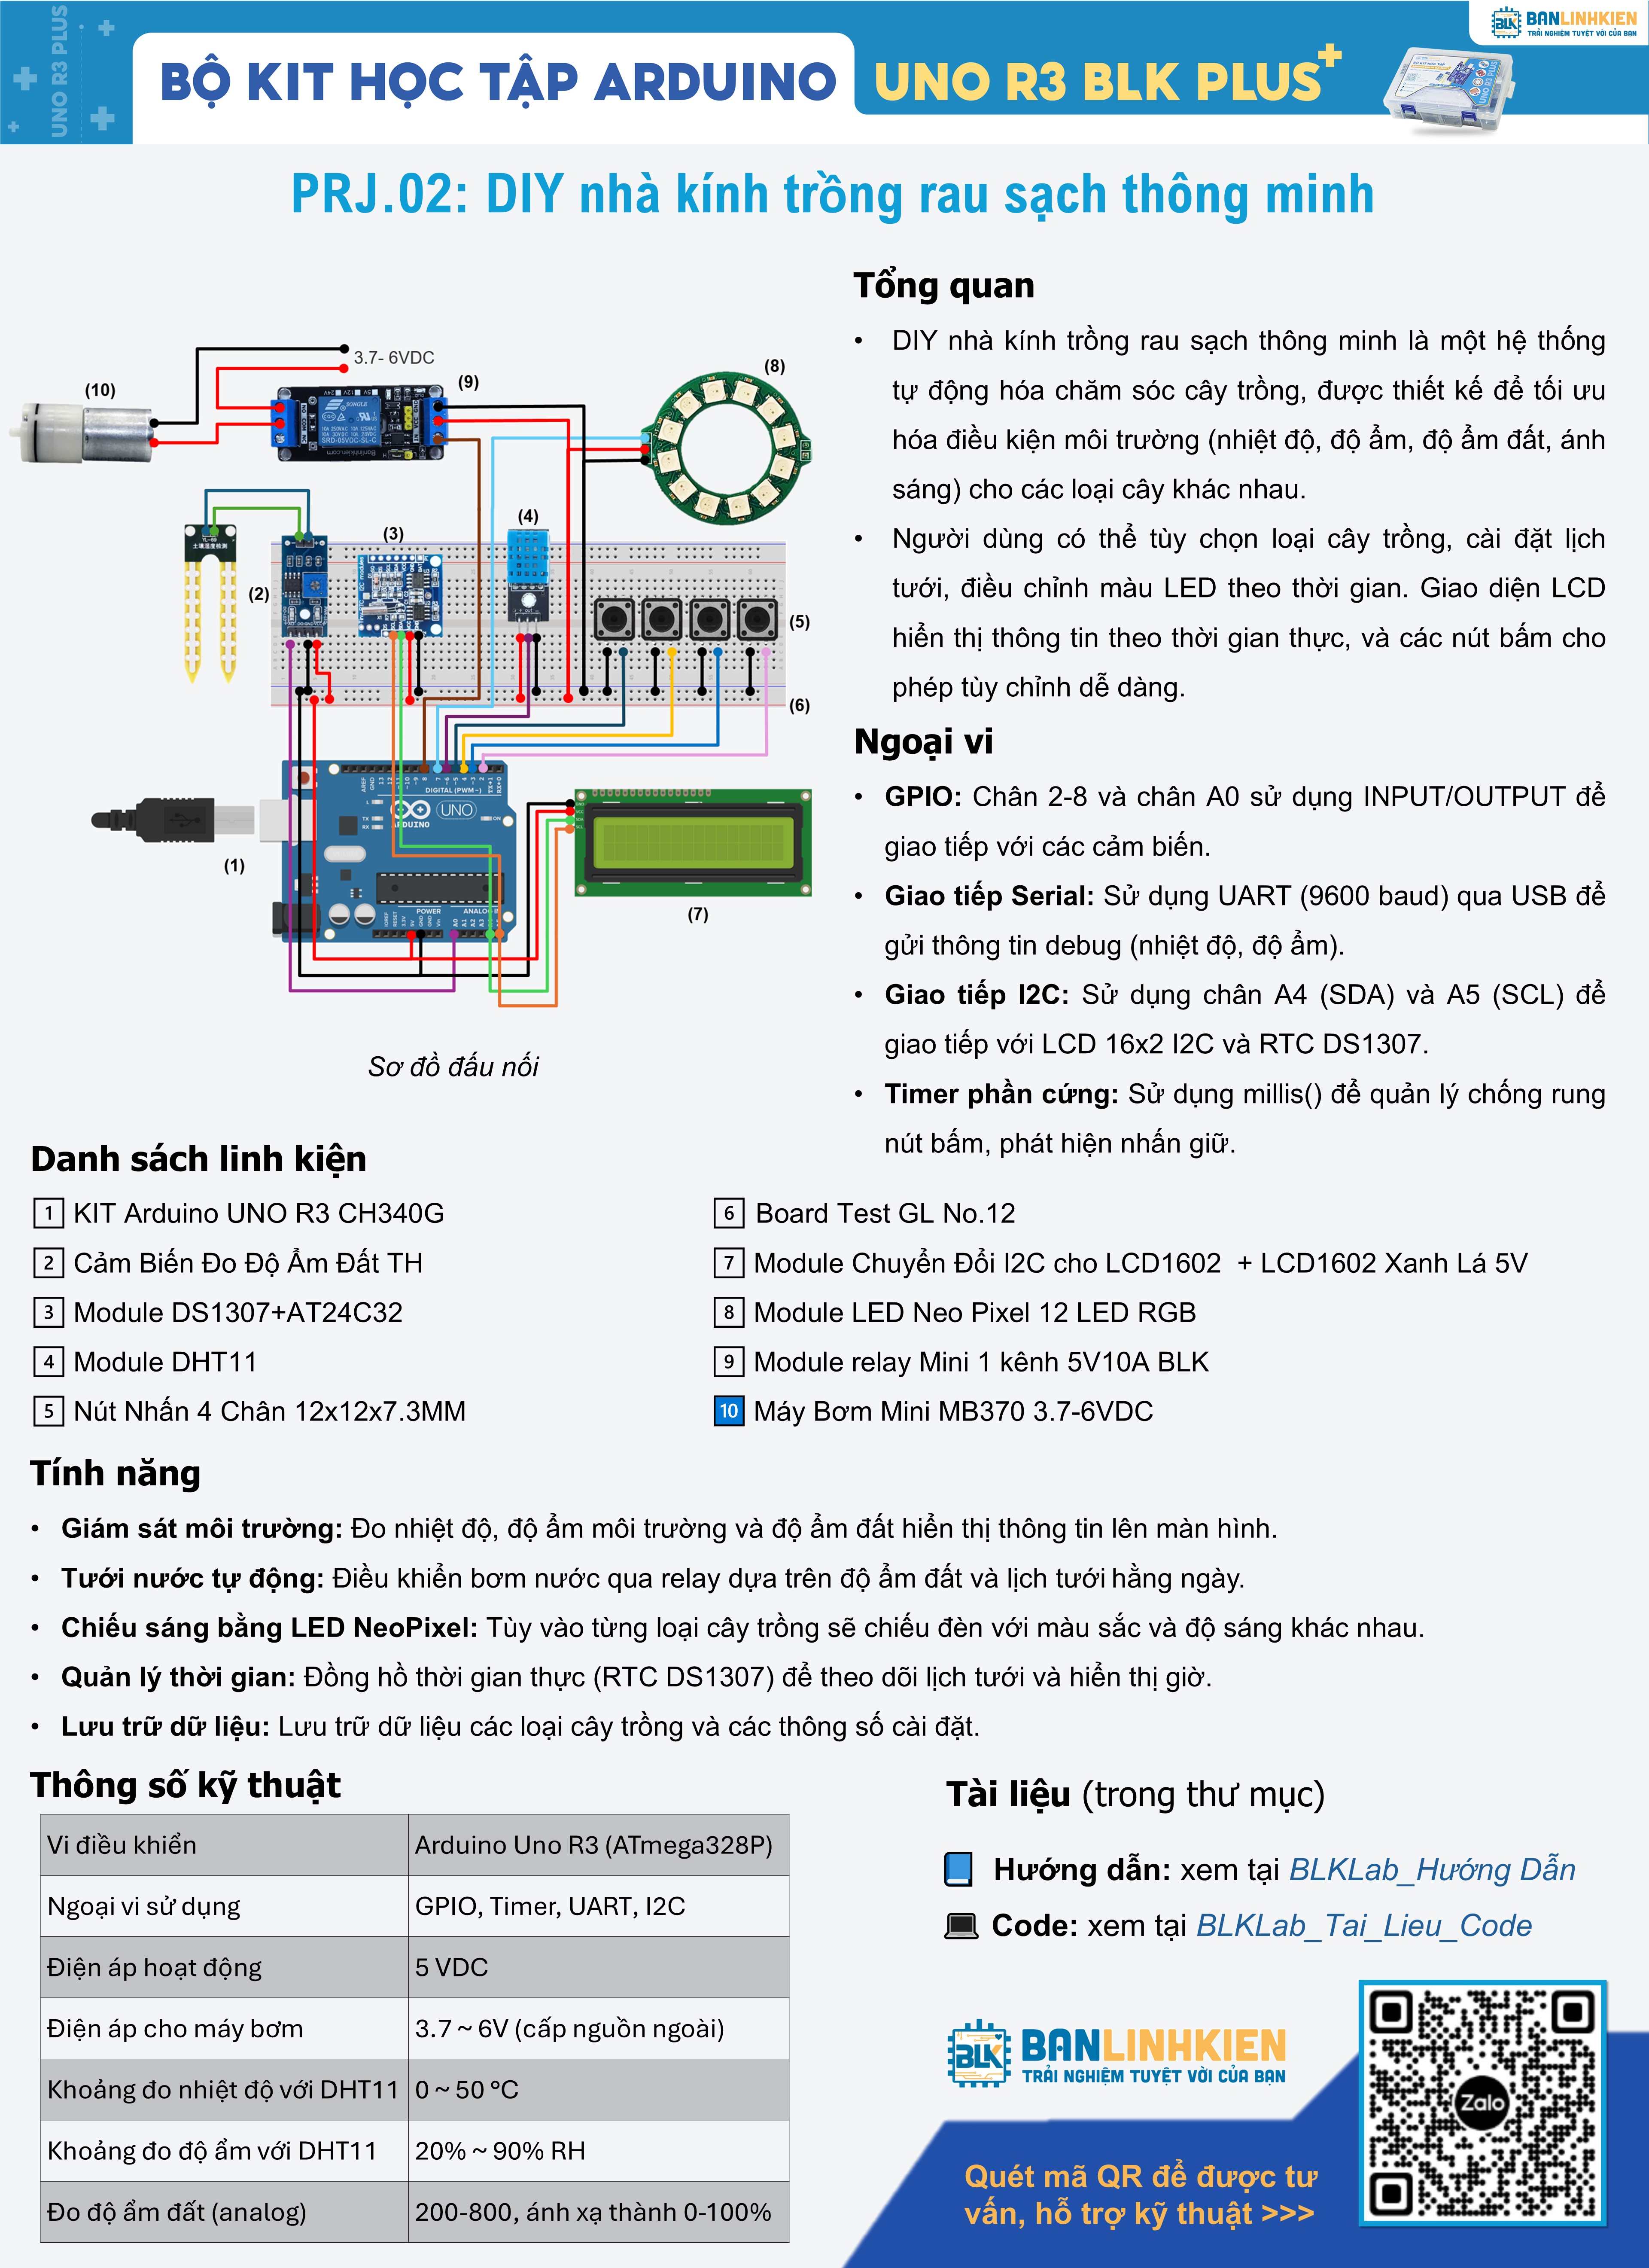 UNO R3 PLUS
BANLINHKIEN
TRẢI NGHIỆM TUYỆT VỜI CỦA BẠN
BỘ KIT HỌC TẬP ARDUINO UNO R3 BLK PLUS+
PRJ.02: DIY nhà kính trồng rau sạch thông minh
3.7- 6VDC
(10)
(9)
(8)
(4)
(3)
(2)
(5)
(6)
(1)
(7)
SONGLE
SRD-05VDC-SL-C
YL-69
土壤湿度检测
AREF
GND
DIGITAL (PWM~)
UNO
ARDUINO
TX
RX
L
ON
POWER
ANALOG IN
Sơ đồ đấu nối
Tổng quan
• DIY nhà kính trồng rau sạch thông minh là một hệ thống
tự động hóa chăm sóc cây trồng, được thiết kế để tối ưu
hóa điều kiện môi trường (nhiệt độ, độ ẩm, độ ẩm đất, ánh
sáng) cho các loại cây khác nhau.
• Người dùng có thể tùy chọn loại cây trồng, cài đặt lịch
tưới, điều chỉnh màu LED theo thời gian. Giao diện LCD
hiển thị thông tin theo thời gian thực, và các nút bấm cho
phép tùy chỉnh dễ dàng.
Ngoại vi
• GPIO: Chân 2-8 và chân A0 sử dụng INPUT/OUTPUT để
giao tiếp với các cảm biến.
• Giao tiếp Serial: Sử dụng UART (9600 baud) qua USB để
gửi thông tin debug (nhiệt độ, độ ẩm).
• Giao tiếp I2C: Sử dụng chân A4 (SDA) và A5 (SCL) để
giao tiếp với LCD 16x2 I2C và RTC DS1307.
• Timer phần cứng: Sử dụng millis() để quản lý chống rung
nút bấm, phát hiện nhấn giữ.
Danh sách linh kiện
1 KIT Arduino UNO R3 CH340G
2 Cảm Biến Đo Độ Ẩm Đất TH
3 Module DS1307+AT24C32
4 Module DHT11
5 Nút Nhấn 4 Chân 12x12x7.3MM
6 Board Test GL No.12
7 Module Chuyển Đổi I2C cho LCD1602 + LCD1602 Xanh Lá 5V
8 Module LED Neo Pixel 12 LED RGB
9 Module relay Mini 1 kênh 5V10A BLK
10 Máy Bơm Mini MB370 3.7-6VDC
Tính năng
• Giám sát môi trường: Đo nhiệt độ, độ ẩm môi trường và độ ẩm đất hiển thị thông tin lên màn hình.
• Tưới nước tự động: Điều khiển bơm nước qua relay dựa trên độ ẩm đất và lịch tưới hằng ngày.
• Chiếu sáng bằng LED NeoPixel: Tùy vào từng loại cây trồng sẽ chiếu đèn với màu sắc và độ sáng khác nhau.
• Quản lý thời gian: Đồng hồ thời gian thực (RTC DS1307) để theo dõi lịch tưới và hiển thị giờ.
• Lưu trữ dữ liệu: Lưu trữ dữ liệu các loại cây trồng và các thông số cài đặt.
Thông số kỹ thuật
Vi điều khiển Arduino Uno R3 (ATmega328P)
Ngoại vi sử dụng GPIO, Timer, UART, I2C
Điện áp hoạt động 5 VDC
Điện áp cho máy bơm 3.7 ~ 6V (cấp nguồn ngoài)
Khoảng đo nhiệt độ với DHT11 0 ~ 50 °C
Khoảng đo độ ẩm với DHT11 20% ~ 90% RH
Đo độ ẩm đất (analog) 200-800, ánh xạ thành 0-100%
Tài liệu (trong thư mục)
Hướng dẫn: xem tại BLKLab_Hướng Dẫn
Code: xem tại BLKLab_Tai_Lieu_Code
BLK
BANLINHKIEN
TRẢI NGHIỆM TUYỆT VỜI CỦA BẠN
Zalo
Quét mã QR để được tư
vấn, hỗ trợ kỹ thuật >>>